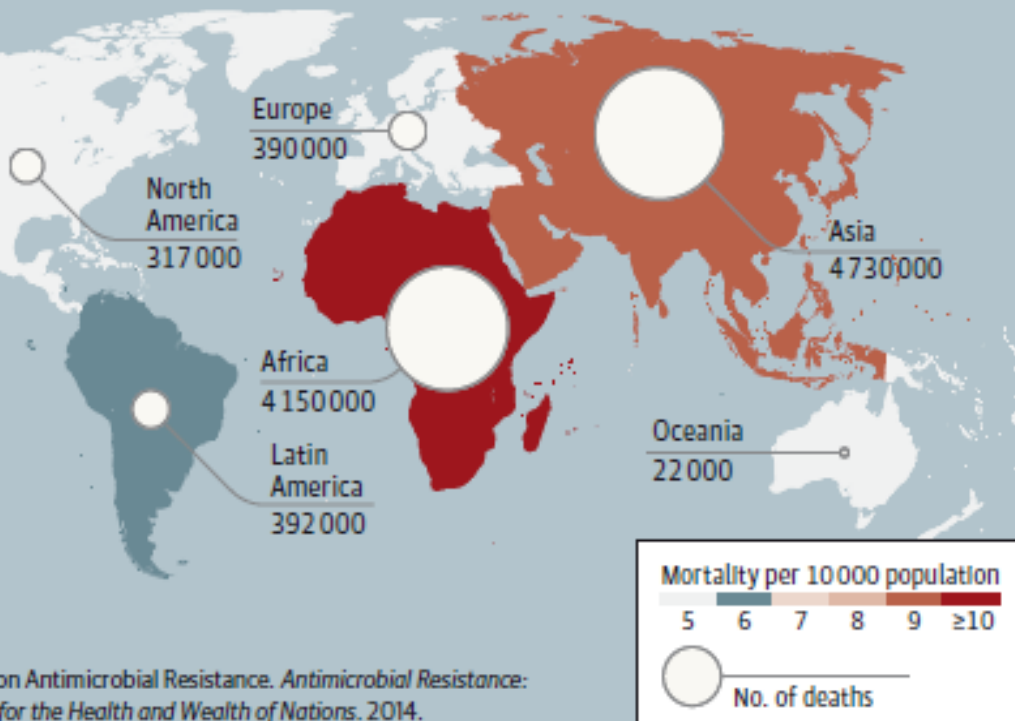 Europe
390 000
North
America
317 000
Asia
4 730 000
Africa
4 150 000
Latin
America
392 000
Oceania
22 000
Mortality per 10 000 population
5 6 7 8 9 ≥10
No. of deaths
on Antimicrobial Resistance. Antimicrobial Resistance:
for the Health and Wealth of Nations. 2014.